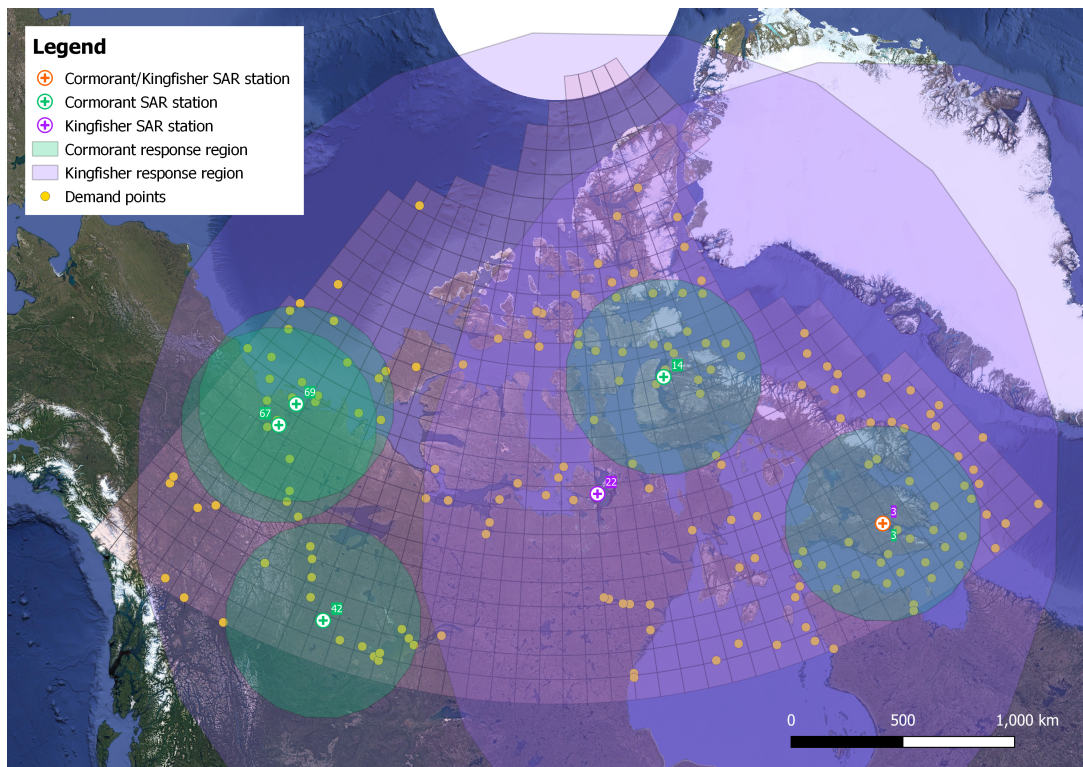 Legend
Cormorant/Kingfisher SAR station
Cormorant SAR station
Kingfisher SAR station
Cormorant response region
Kingfisher response region
Demand points
14
69
67
22
3
3
42
0 500 1,000 km